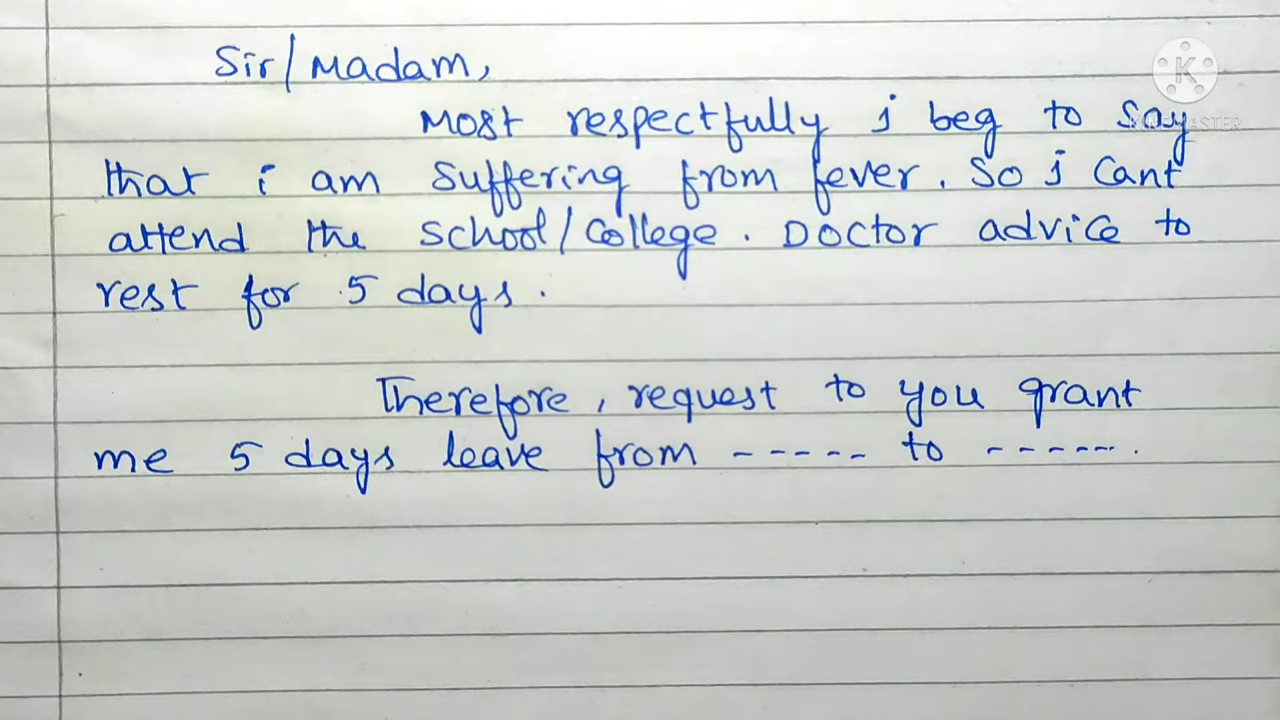 Sir/Madam,
Most respectfully i beg to say
that i am suffering from fever. So i cant
attend the school/college. Doctor advice to
rest for 5 days.
Therefore, request to you grant
me 5 days leave from ----- to ------.
K
KINEMASTER